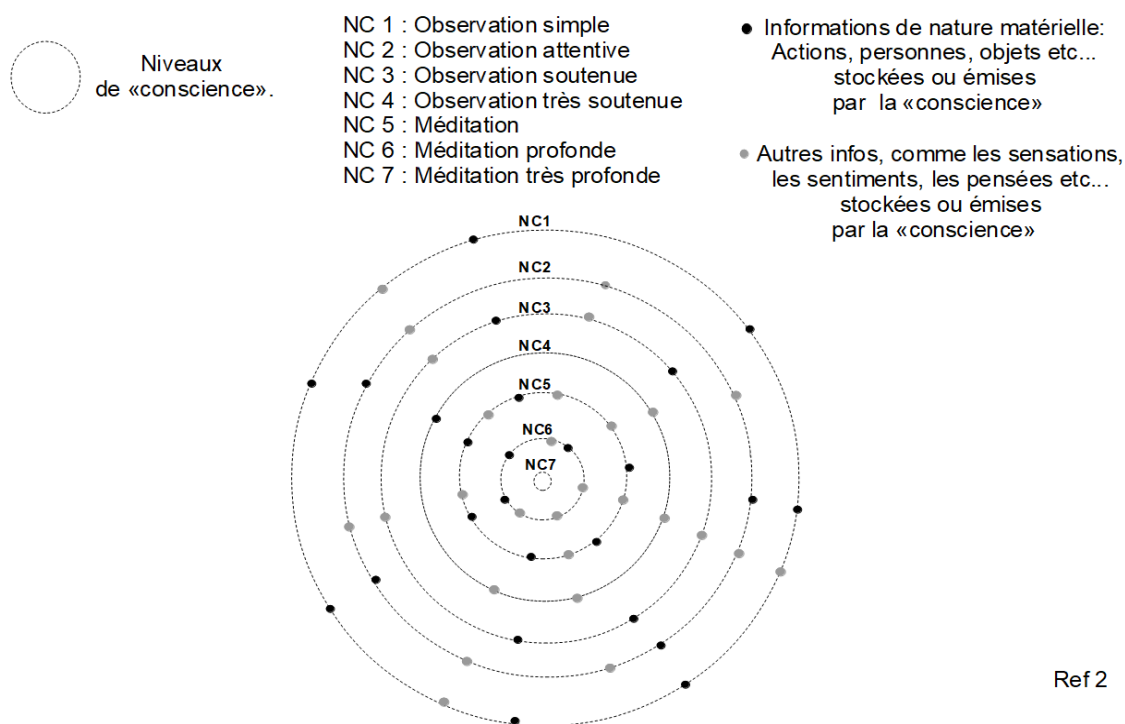 Niveaux
de «conscience».
NC 1 : Observation simple
NC 2 : Observation attentive
NC 3 : Observation soutenue
NC 4 : Observation très soutenue
NC 5 : Méditation
NC 6 : Méditation profonde
NC 7 : Méditation très profonde
Informations de nature matérielle:
Actions, personnes, objets etc...
stockées ou émises
par la «conscience»
Autres infos, comme les sensations,
les sentiments, les pensées etc...
stockées ou émises
par la «conscience»
NC1
NC2
NC3
NC4
NC5
NC6
NC7
Ref 2